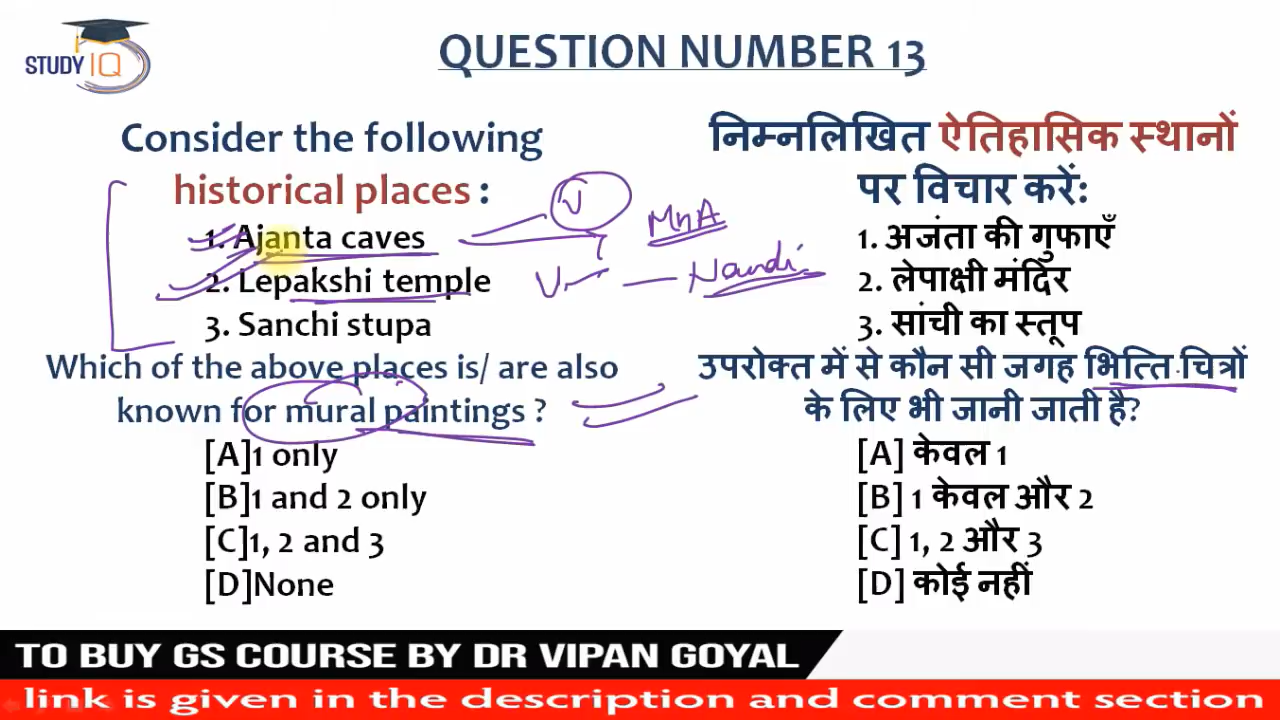 STUDY IQ
QUESTION NUMBER 13
Consider the following
historical places :
1. Ajanta caves
2. Lepakshi temple
3. Sanchi stupa
Which of the above places is/ are also
known for mural paintings ?
[A]1 only
[B]1 and 2 only
[C]1, 2 and 3
[D]None
MnA
Nandi
निम्नलिखित ऐतिहासिक स्थानों
पर विचार करें:
1. अजंता की गुफाएँ
2. लेपाक्षी मंदिर
3. सांची का स्तूप
उपरोक्त में से कौन सी जगह भित्ति चित्रों
के लिए भी जानी जाती है?
[A] केवल 1
[B] 1 केवल और 2
[C] 1, 2 और 3
[D] कोई नहीं
TO BUY GS COURSE BY DR VIPAN GOYAL
link is given in the description and comment section